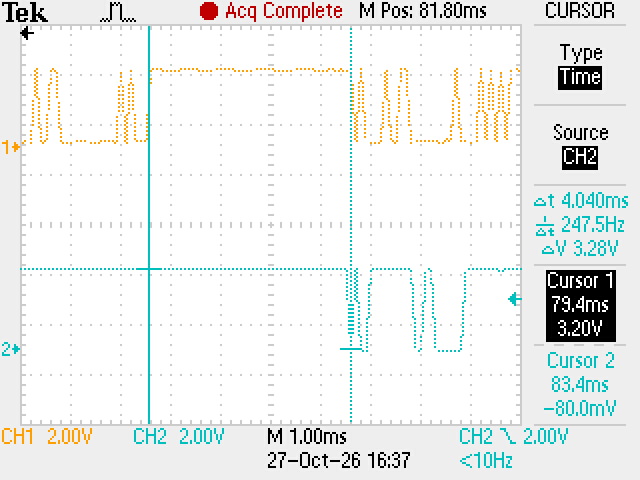 Tek Acq Complete M Pos: 81.80ms CURSOR
Type
Time
Source
CH2
Δt 4.040ms
1/Δt 247.5Hz
ΔV 3.28V
Cursor 1
79.4ms
3.20V
Cursor 2
83.4ms
-80.0mV
1
2
CH1 2.00V CH2 2.00V M 1.00ms CH2 2.00V
27-Oct-26 16:37 <10Hz